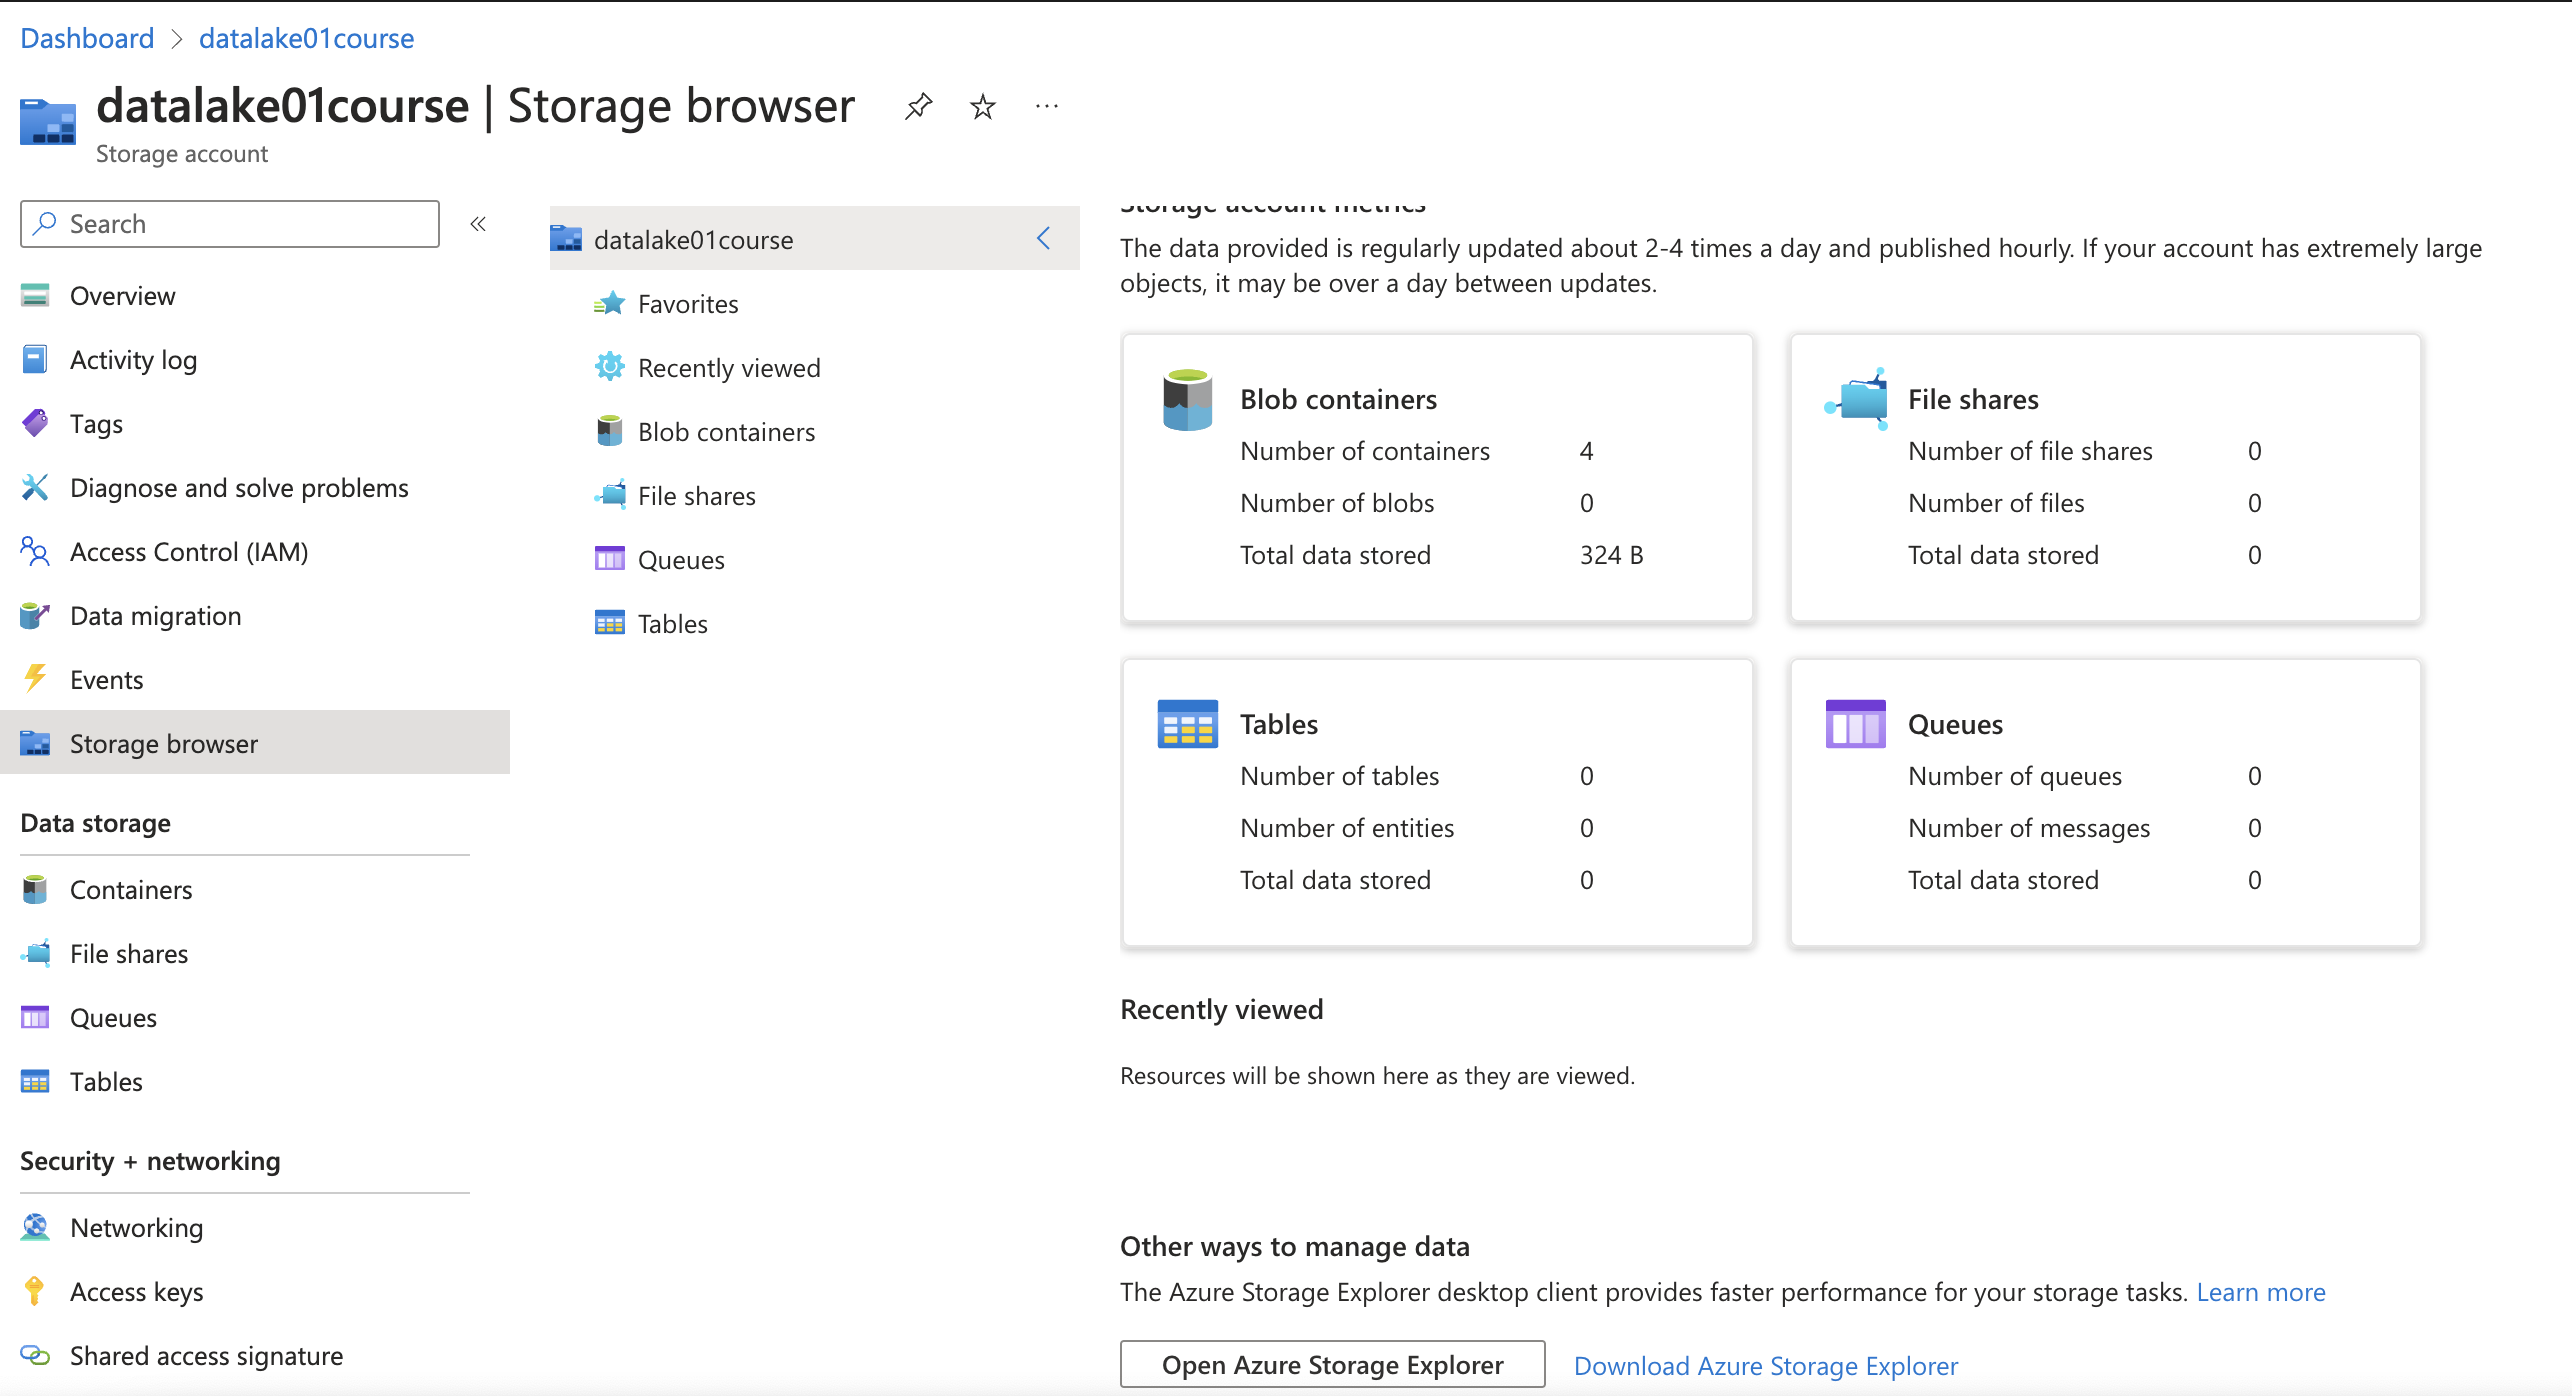 Dashboard > datalake01course
datalake01course | Storage browser
Storage account
Search
Overview
Activity log
Tags
Diagnose and solve problems
Access Control (IAM)
Data migration
Events
Storage browser
Data storage
Containers
File shares
Queues
Tables
Security + networking
Networking
Access keys
Shared access signature
datalake01course
Favorites
Recently viewed
Blob containers
File shares
Queues
Tables
Storage account metrics
The data provided is regularly updated about 2-4 times a day and published hourly. If your account has extremely large
objects, it may be over a day between updates.
Blob containers
Number of containers 4
Number of blobs 0
Total data stored 324 B
File shares
Number of file shares 0
Number of files 0
Total data stored 0
Tables
Number of tables 0
Number of entities 0
Total data stored 0
Queues
Number of queues 0
Number of messages 0
Total data stored 0
Recently viewed
Resources will be shown here as they are viewed.
Other ways to manage data
The Azure Storage Explorer desktop client provides faster performance for your storage tasks. Learn more
Open Azure Storage Explorer Download Azure Storage Explorer